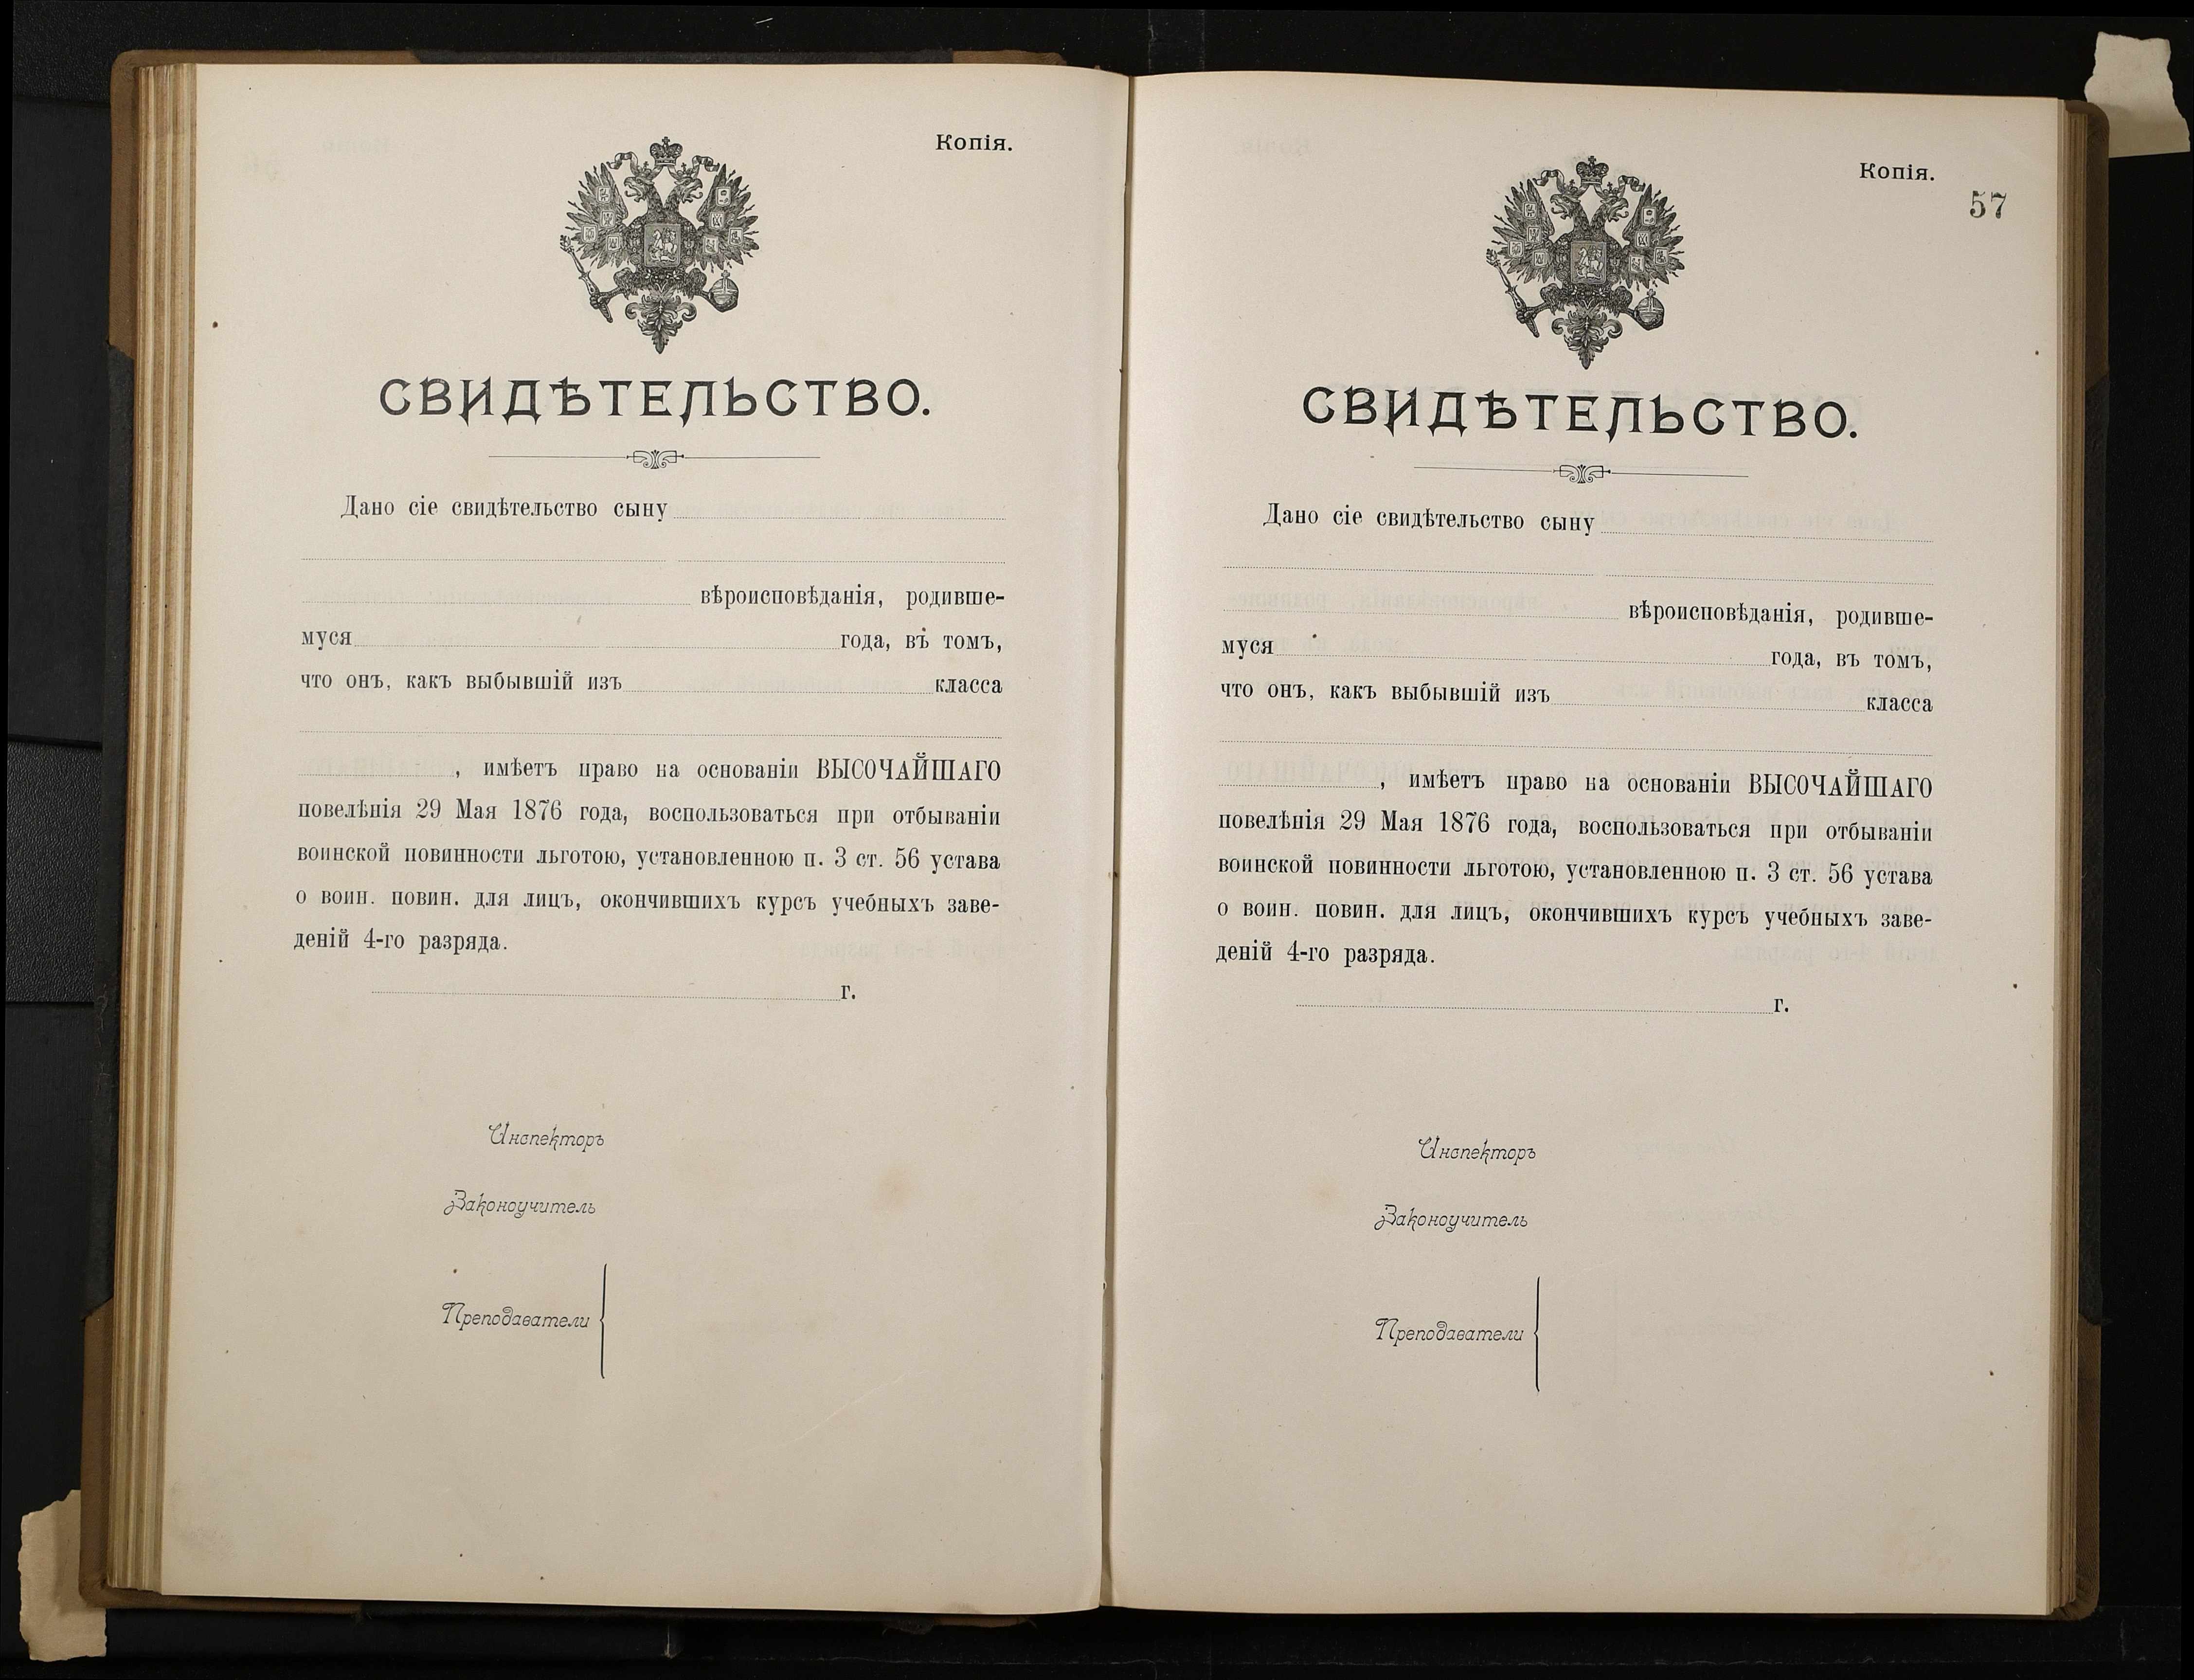 Копія.
СВИДѢТЕЛЬСТВО.
Дано сіе свидѣтельство сыну
вѣроисповѣданія, родивше-
муся года, въ томъ,
что онъ, какъ выбывшій изъ класса
, имѣетъ право на основаніи ВЫСОЧАЙШАГО
повелѣнія 29 Мая 1876 года, воспользоваться при отбываніи
воинской повинности льготою, установленною п. 3 ст. 56 устава
о воин. повин. для лицъ, окончившихъ курсъ учебныхъ заве-
деній 4-го разряда.
г.
Инспекторъ
Законоучитель
Преподаватели
Копія.
57
СВИДѢТЕЛЬСТВО.
Дано сіе свидѣтельство сыну
вѣроисповѣданія, родивше-
муся года, въ томъ,
что онъ, какъ выбывшій изъ класса
, имѣетъ право на основаніи ВЫСОЧАЙШАГО
повелѣнія 29 Мая 1876 года, воспользоваться при отбываніи
воинской повинности льготою, установленною п. 3 ст. 56 устава
о воин. повин. для лицъ, окончившихъ курсъ учебныхъ заве-
деній 4-го разряда.
г.
Инспекторъ
Законоучитель
Преподаватели